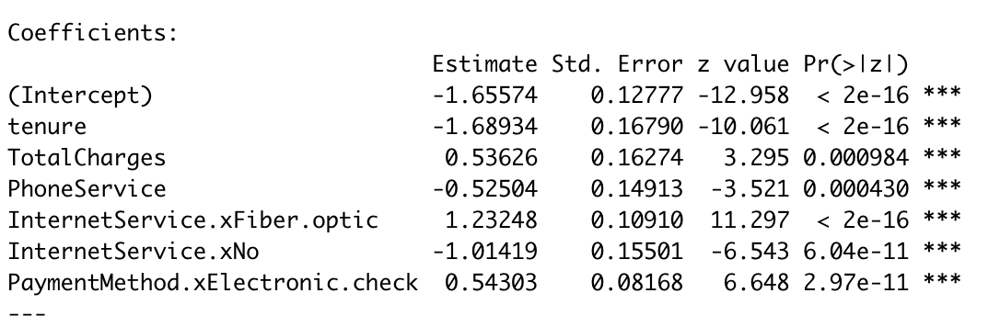 Coefficients:
Estimate Std. Error z value Pr(>|z|)
(Intercept) -1.65574 0.12777 -12.958 < 2e-16 ***
tenure -1.68934 0.16790 -10.061 < 2e-16 ***
TotalCharges 0.53626 0.16274 3.295 0.000984 ***
PhoneService -0.52504 0.14913 -3.521 0.000430 ***
InternetService.xFiber.optic 1.23248 0.10910 11.297 < 2e-16 ***
InternetService.xNo -1.01419 0.15501 -6.543 6.04e-11 ***
PaymentMethod.xElectronic.check 0.54303 0.08168 6.648 2.97e-11 ***
---